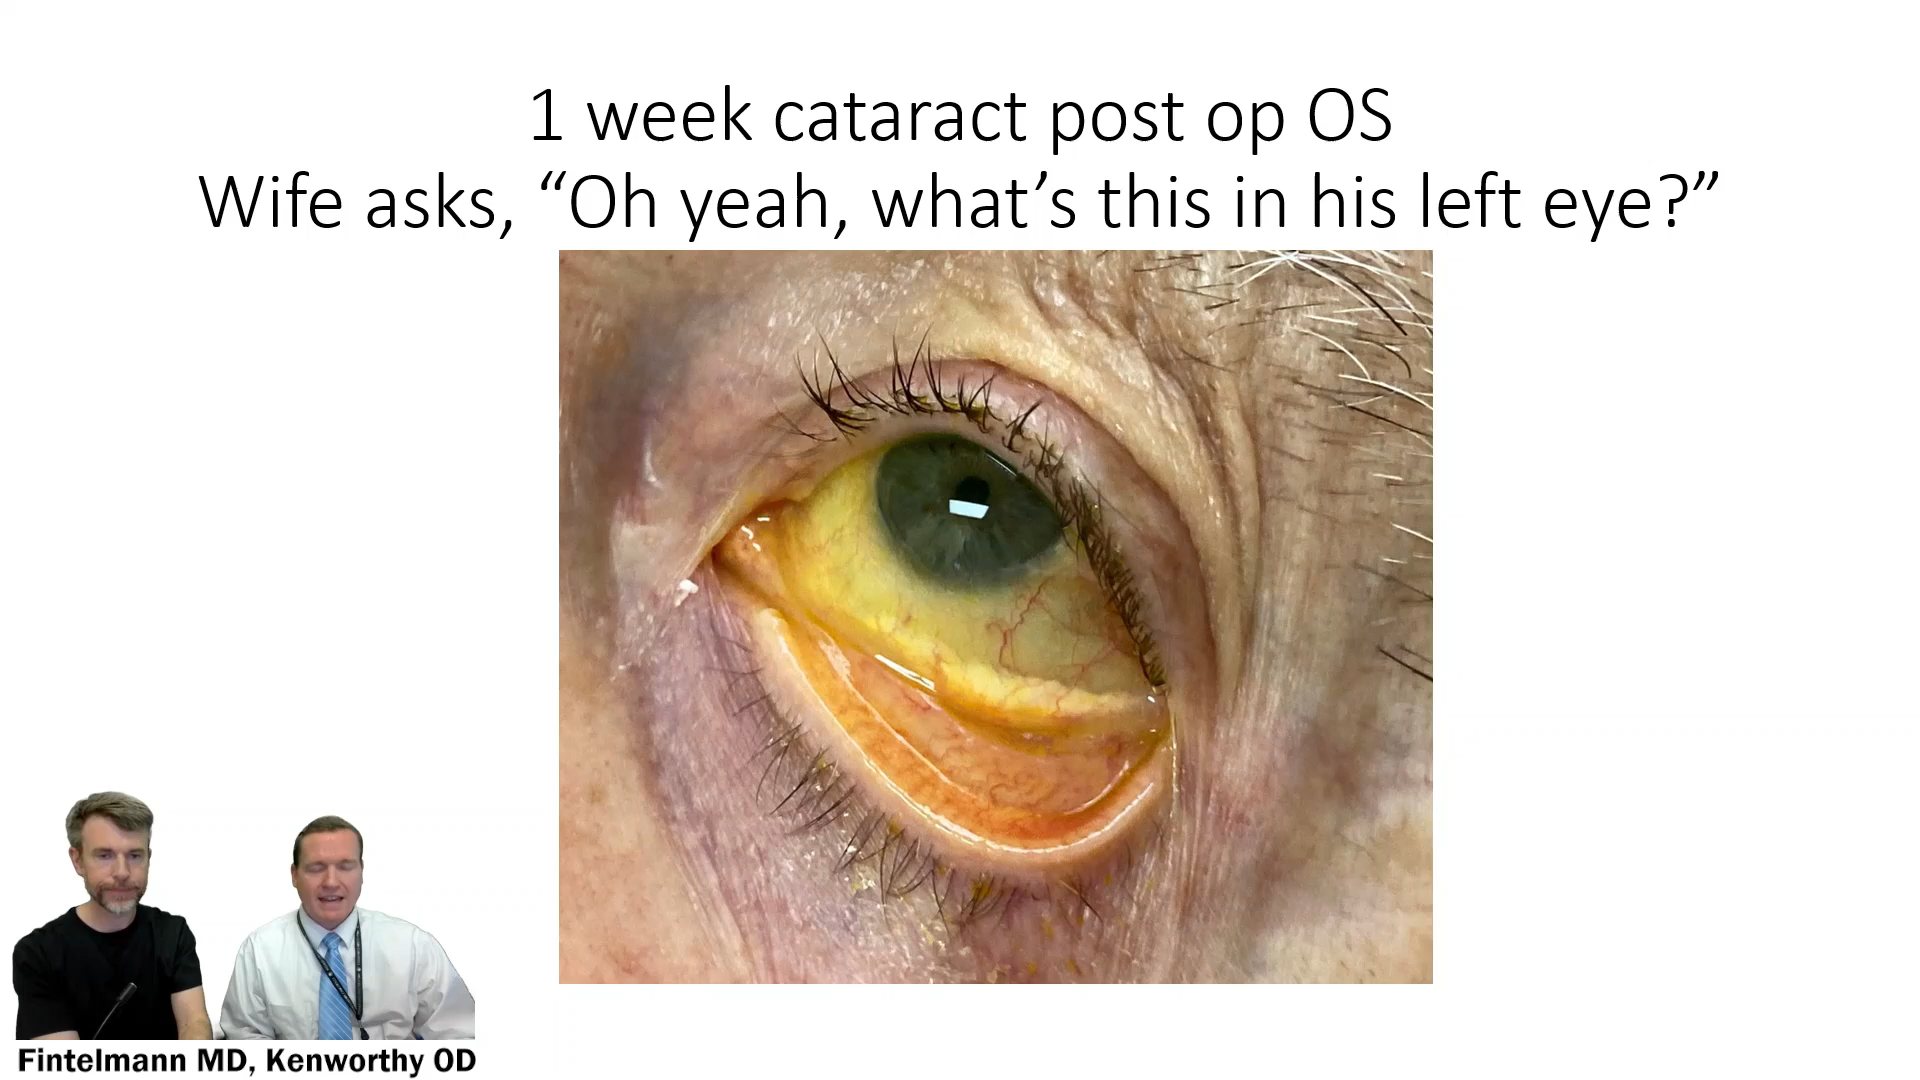 1 week cataract post op OS
Wife asks, “Oh yeah, what’s this in his left eye?”
Fintelmann MD, Kenworthy OD